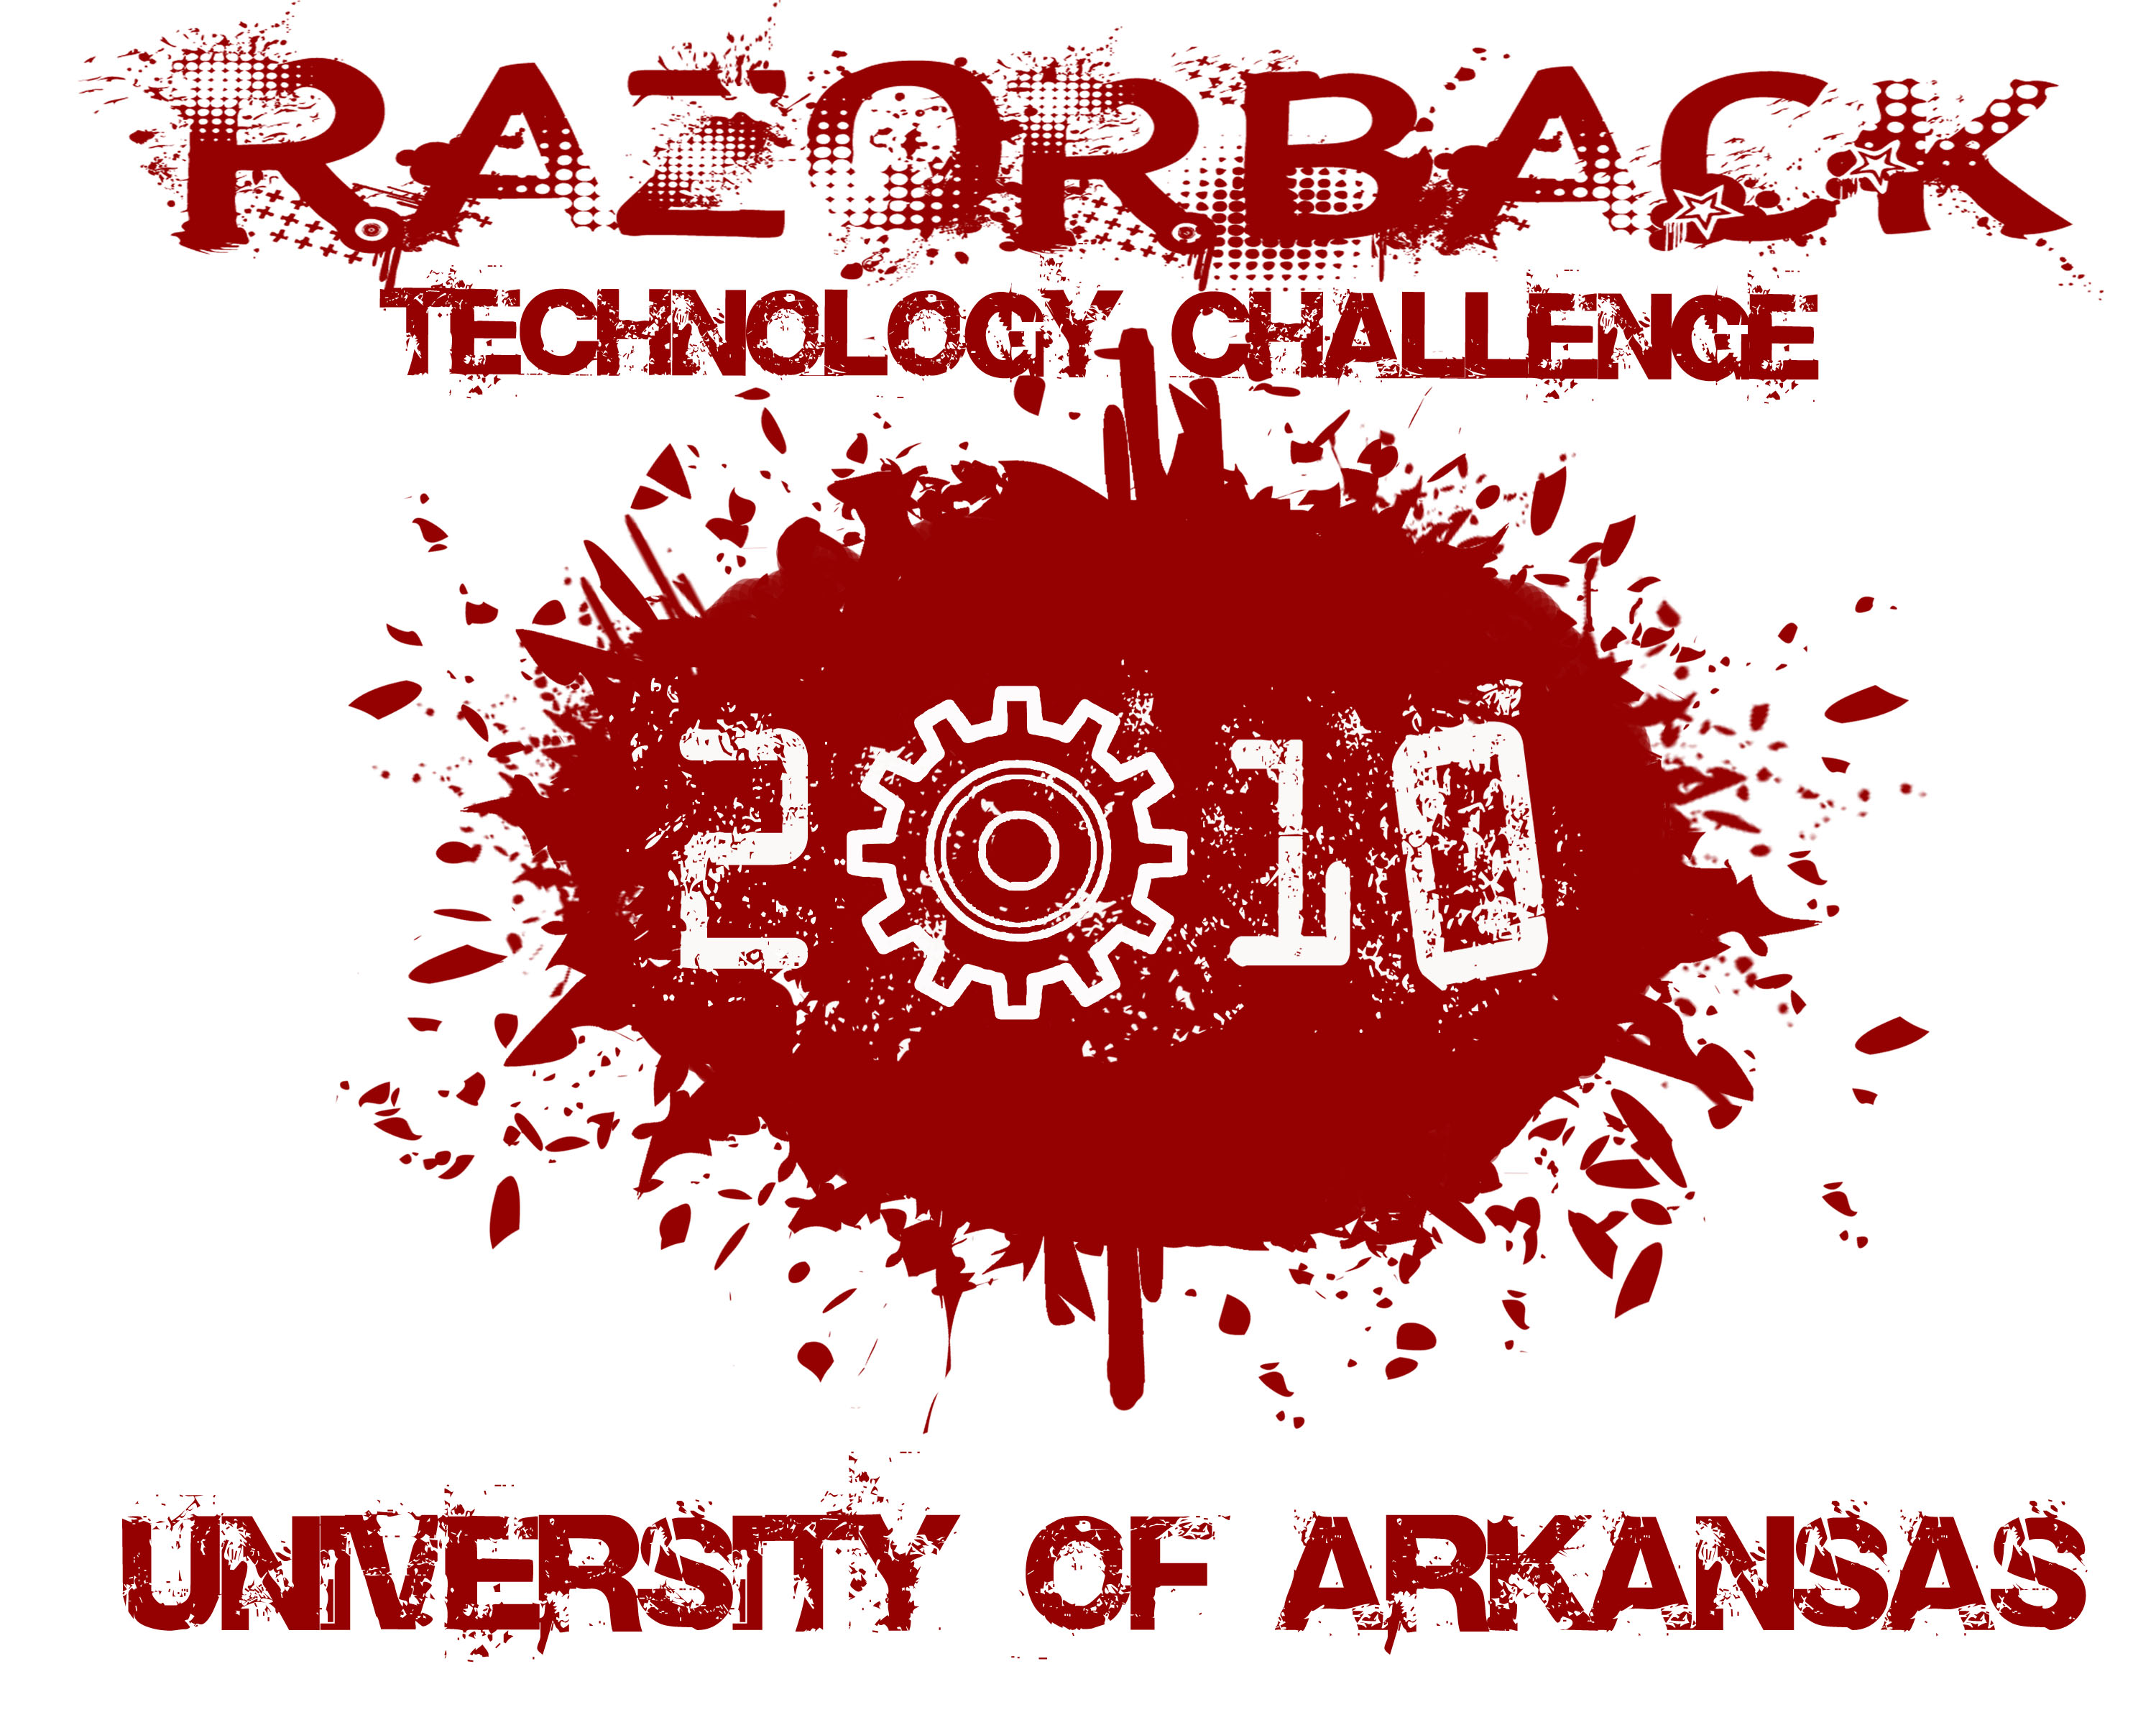 RAZORBACK
TECHNOLOGY CHALLENGE
2010
UNIVERSITY OF ARKANSAS